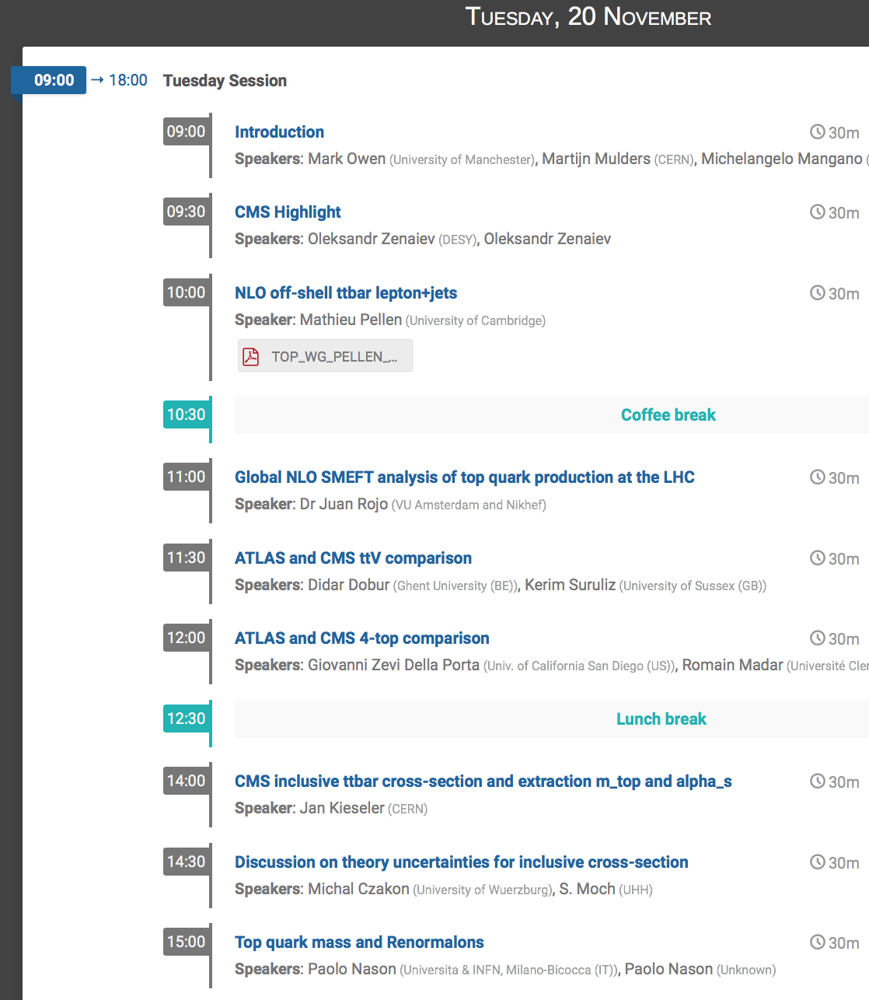 Tuesday, 20 November
09:00 → 18:00 Tuesday Session
09:00 Introduction 30m
Speakers: Mark Owen (University of Manchester), Martijn Mulders (CERN), Michelangelo Mangano (
09:30 CMS Highlight 30m
Speakers: Oleksandr Zenaiev (DESY), Oleksandr Zenaiev
10:00 NLO off-shell ttbar lepton+jets 30m
Speaker: Mathieu Pellen (University of Cambridge)
TOP_WG_PELLEN_...
10:30 Coffee break
11:00 Global NLO SMEFT analysis of top quark production at the LHC 30m
Speaker: Dr Juan Rojo (VU Amsterdam and Nikhef)
11:30 ATLAS and CMS ttV comparison 30m
Speakers: Didar Dobur (Ghent University (BE)), Kerim Suruliz (University of Sussex (GB))
12:00 ATLAS and CMS 4-top comparison 30m
Speakers: Giovanni Zevi Della Porta (Univ. of California San Diego (US)), Romain Madar (Université Cler
12:30 Lunch break
14:00 CMS inclusive ttbar cross-section and extraction m_top and alpha_s 30m
Speaker: Jan Kieseler (CERN)
14:30 Discussion on theory uncertainties for inclusive cross-section 30m
Speakers: Michal Czakon (University of Wuerzburg), S. Moch (UHH)
15:00 Top quark mass and Renormalons 30m
Speakers: Paolo Nason (Universita & INFN, Milano-Bicocca (IT)), Paolo Nason (Unknown)